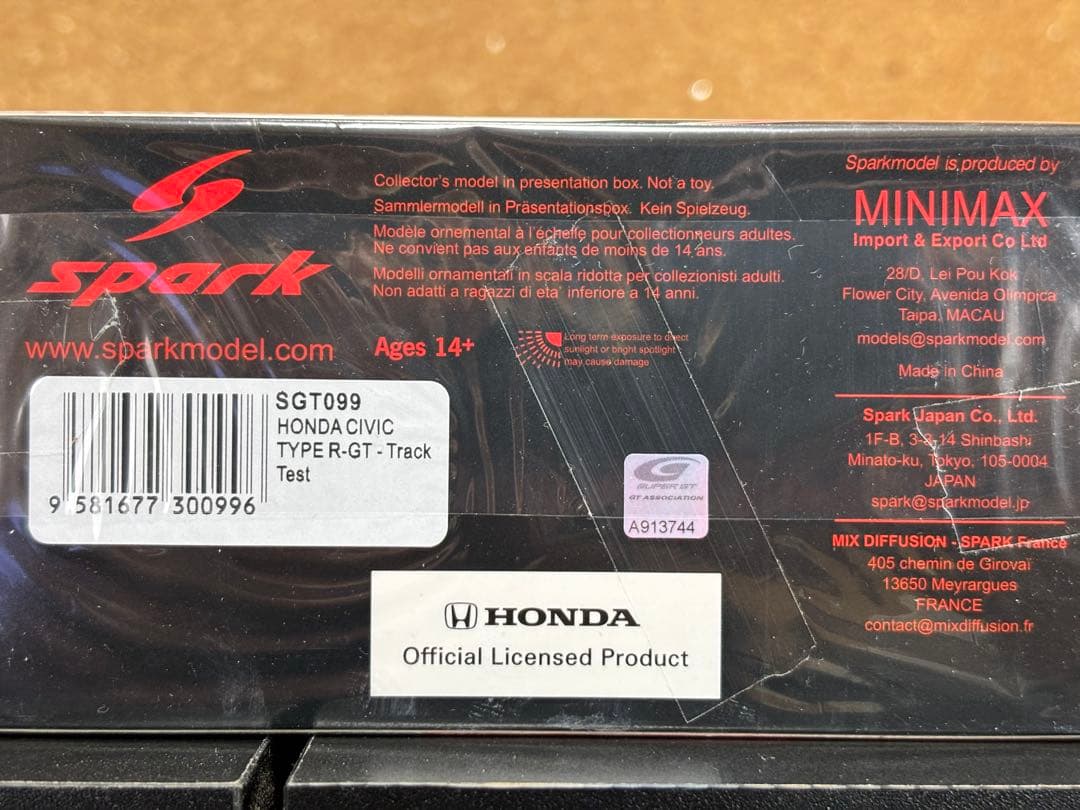 spark
www.sparkmodel.com
Collector's model in presentation box. Not a toy.
Sammlermodell in Präsentationsbox. Kein Spielzeug.
Modèle ornemental à l'échelle pour collectionneurs adultes.
Ne convient pas aux enfants de moins de 14 ans.
Modelli ornamentali in scala ridotta per collezionisti adulti.
Non adatti a ragazzi di eta' inferiore a 14 anni.
Ages 14+
Long term exposure to direct
sunlight or bright spotlight
may cause damage
SGT099
HONDA CIVIC
TYPE R-GT - Track
Test
9 581677 300996
SUPER GT
GT ASSOCIATION
A913744
HONDA
Official Licensed Product
Sparkmodel is produced by
MINIMAX
Import & Export Co Ltd
28/D, Lei Pou Kok
Flower City, Avenida Olimpica
Taipa, MACAU
models@sparkmodel.com
Made in China
Spark Japan Co., Ltd.
1F-B, 3-3-14 Shinbashi
Minato-ku, Tokyo, 105-0004
JAPAN
spark@sparkmodel.jp
MIX DIFFUSION - SPARK France
405 chemin de Girovai
13650 Meyrargues
FRANCE
contact@mixdiffusion.fr